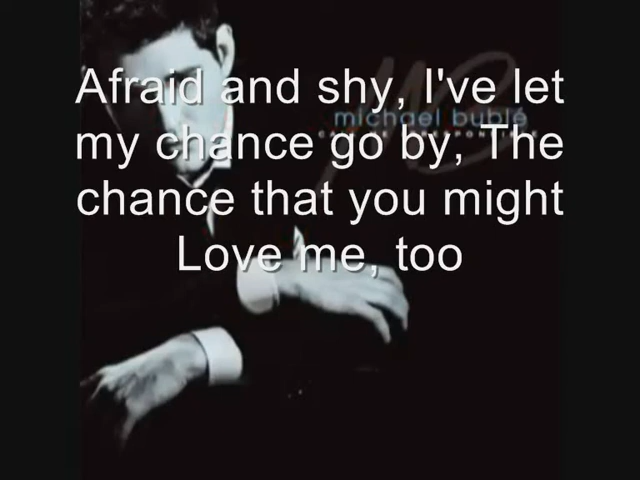 Afraid and shy, I've let
my chance go by, The
chance that you might
Love me, too
michael bublé